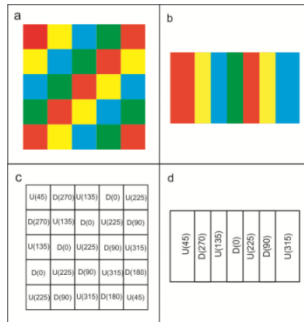 a
b
c
U(45) D(270) U(135) D(0) U(225)
D(270) U(135) D(0) U(225) D(90)
U(135) D(0) U(225) D(90) U(315)
D(0) U(225) D(90) U(315) D(180)
U(225) D(90) U(315) D(180) U(45)
d
U(45) D(270) U(135) D(0) U(225) D(90) U(315)